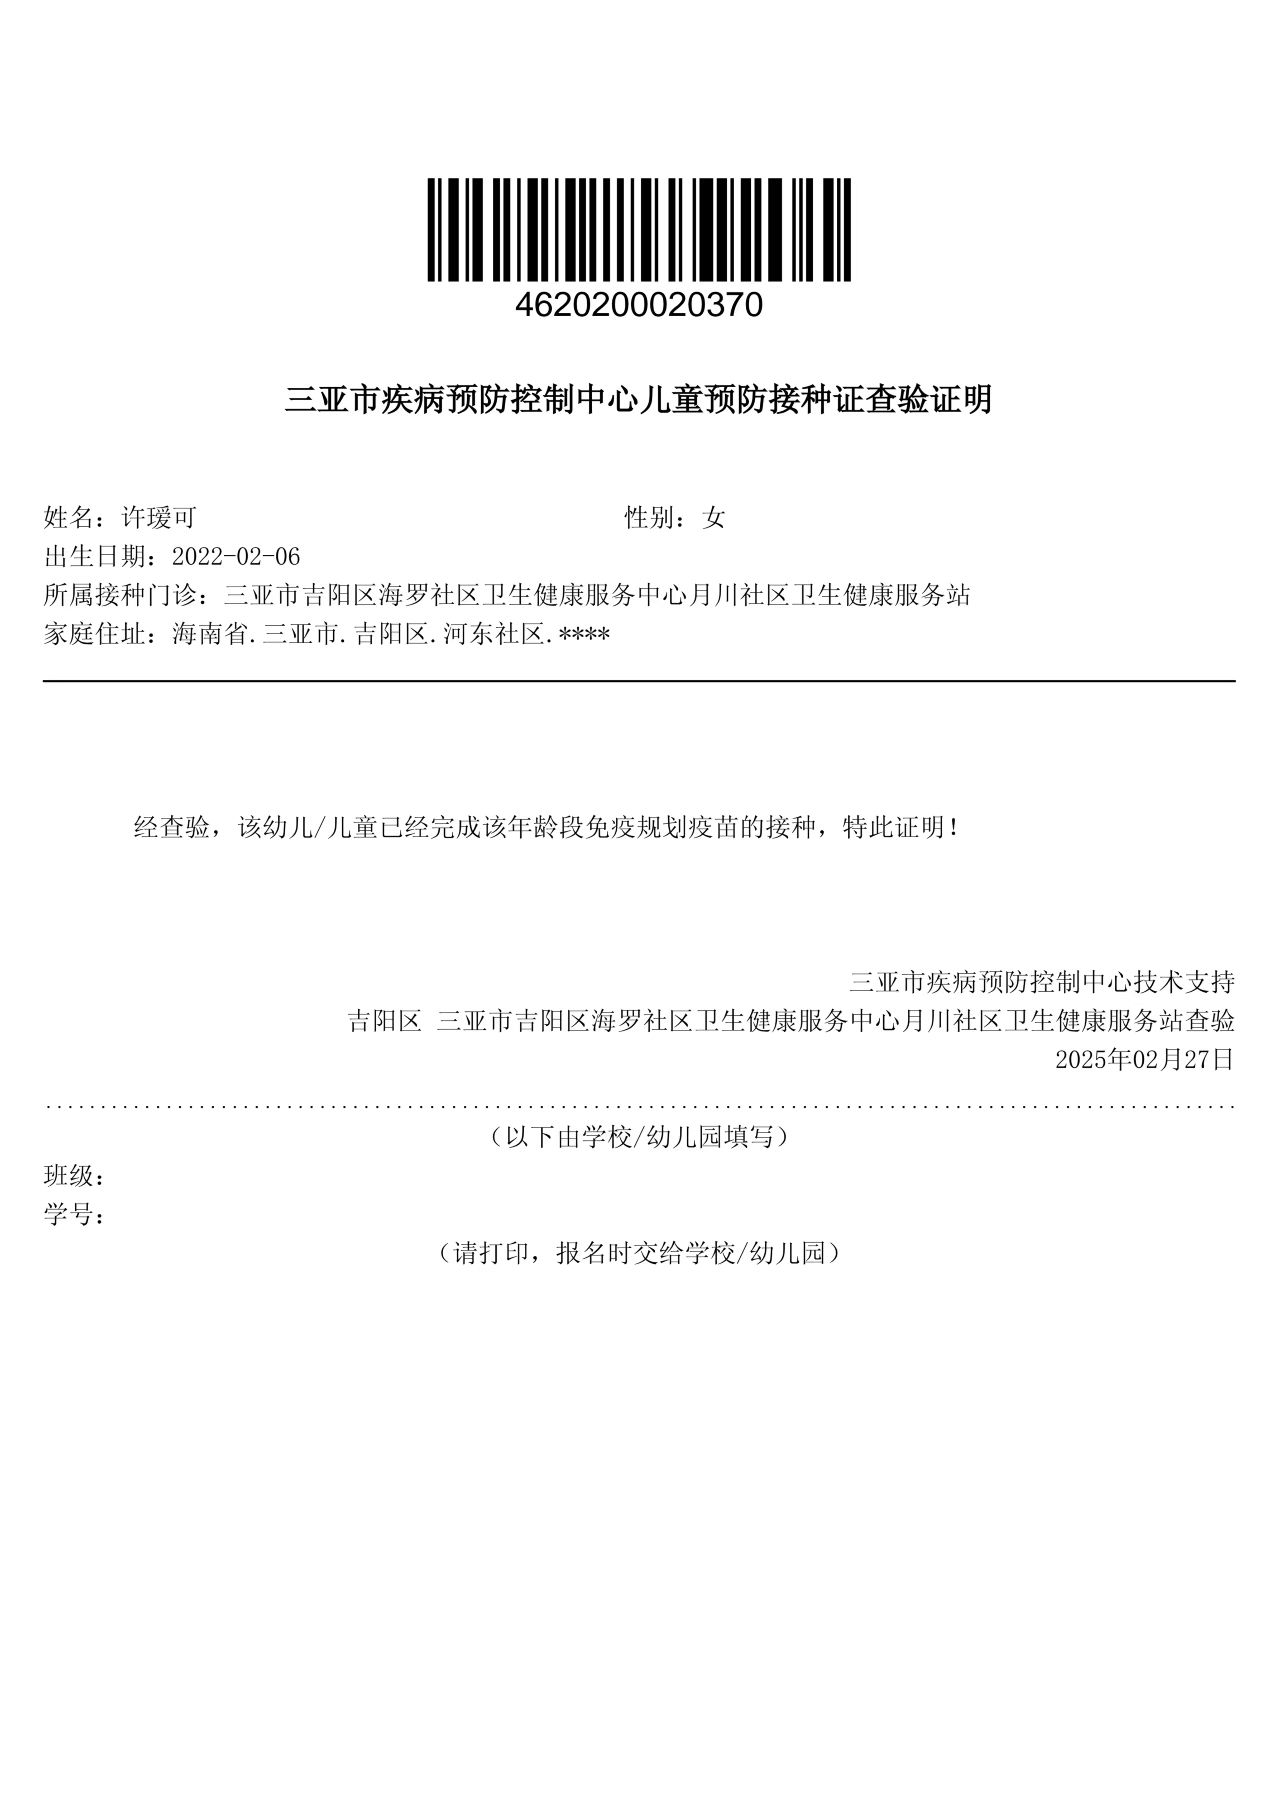 4620200020370
三亚市疾病预防控制中心儿童预防接种证查验证明
姓名：许瑷可 性别：女
出生日期：2022-02-06
所属接种门诊：三亚市吉阳区海罗社区卫生健康服务中心月川社区卫生健康服务站
家庭住址：海南省.三亚市.吉阳区.河东社区.****
经查验，该幼儿/儿童已经完成该年龄段免疫规划疫苗的接种，特此证明！
三亚市疾病预防控制中心技术支持
吉阳区 三亚市吉阳区海罗社区卫生健康服务中心月川社区卫生健康服务站查验
2025年02月27日
（以下由学校/幼儿园填写）
班级：
学号：
（请打印，报名时交给学校/幼儿园）